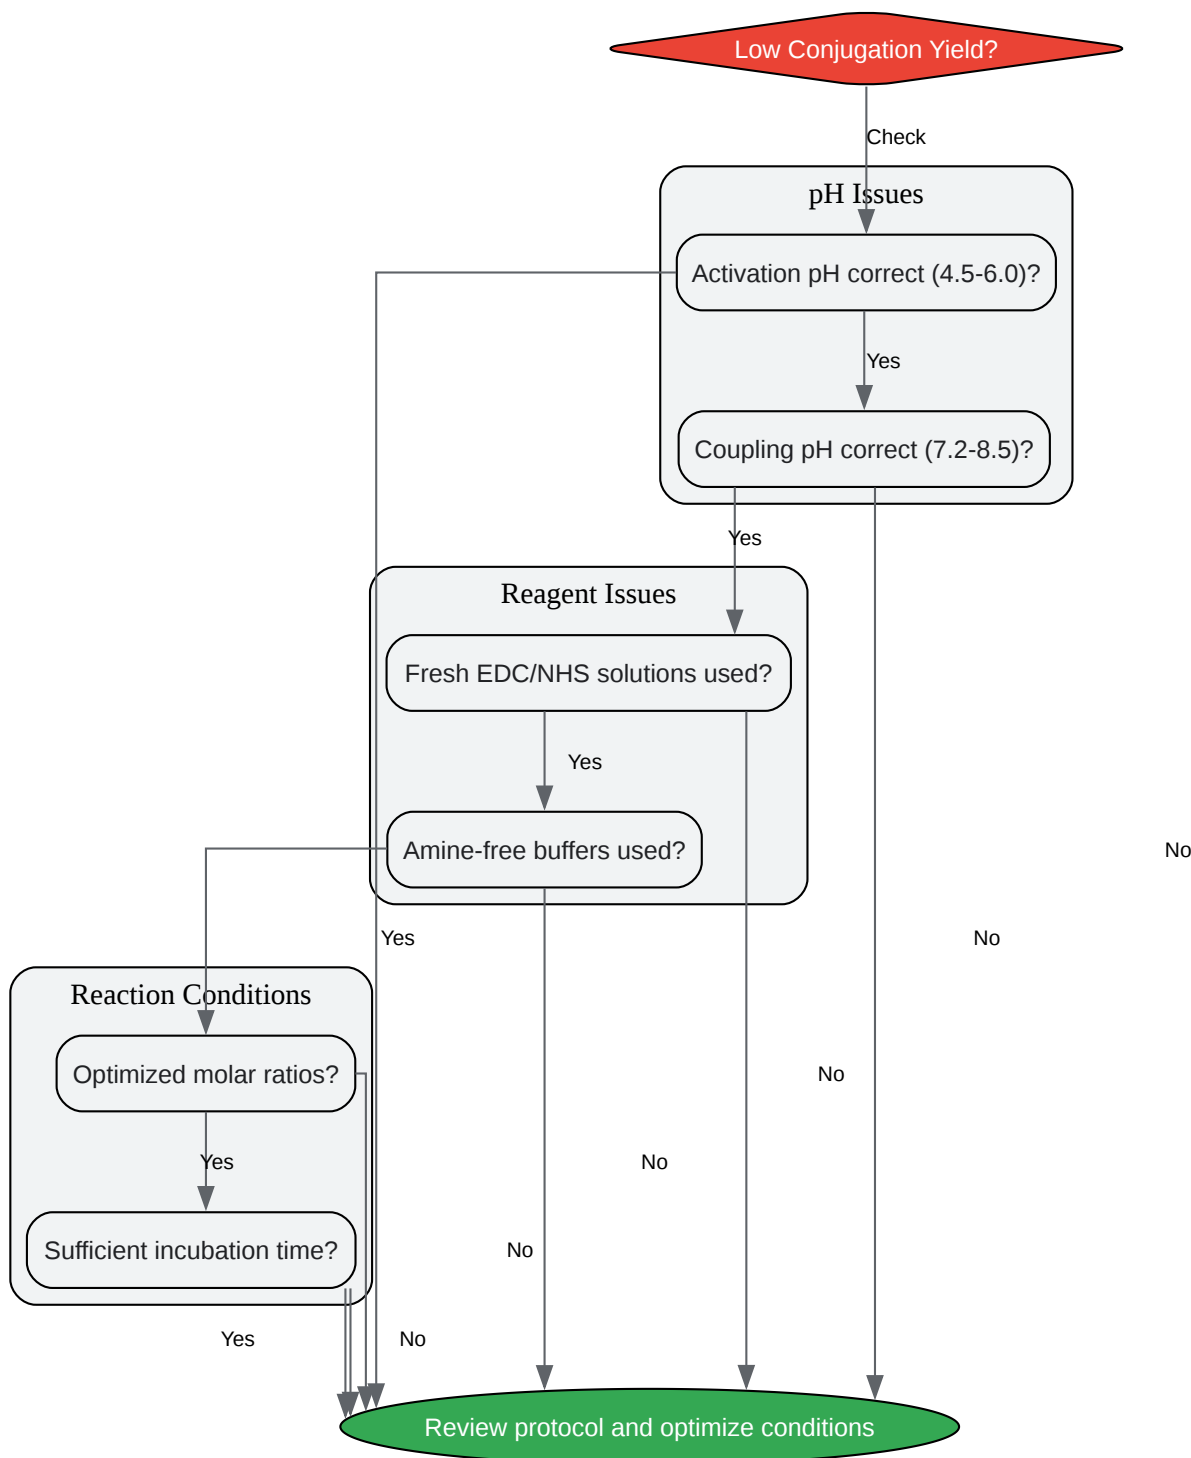 Low Conjugation Yield?
Check
pH Issues
Activation pH correct (4.5-6.0)?
Yes
Coupling pH correct (7.2-8.5)?
Yes
Reagent Issues
Fresh EDC/NHS solutions used?
Yes
Amine-free buffers used?
No
Yes
No
Reaction Conditions
Optimized molar ratios?
No
Yes
No
Sufficient incubation time?
No
Yes
No
Review protocol and optimize conditions